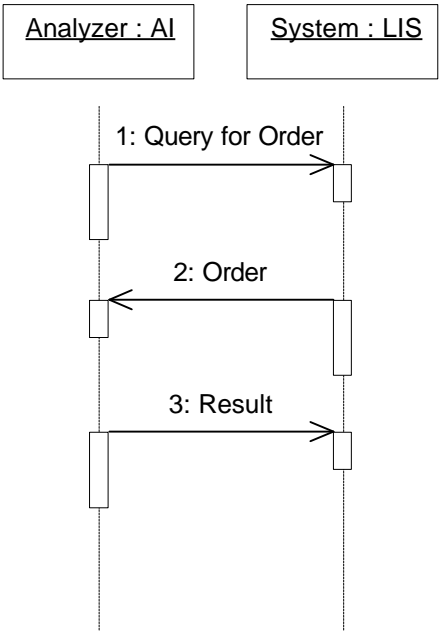 Analyzer : AI
System : LIS
1: Query for Order
2: Order
3: Result